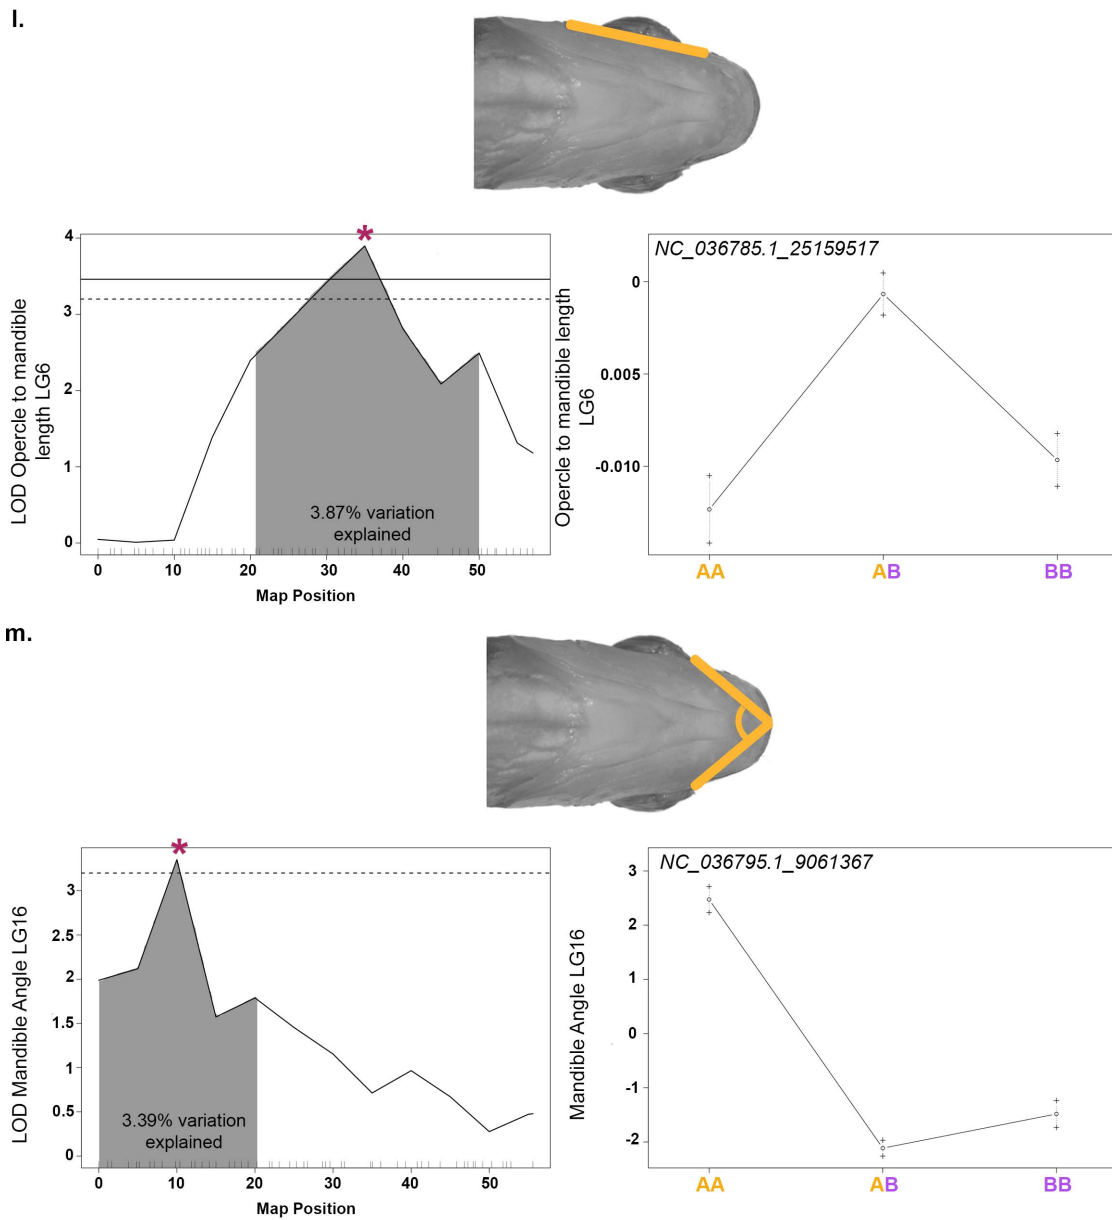 l.
*
4
3
2
1
0
LOD Opercle to mandible
length LG6
3.87% variation
explained
0 10 20 30 40 50
Map Position
NC_036785.1_25159517
0
0.005
-0.010
Opercle to mandible length
LG6
AA AB BB
m.
*
3
2.5
2
1.5
1
0.5
0
LOD Mandible Angle LG16
3.39% variation
explained
0 10 20 30 40 50
Map Position
NC_036795.1_9061367
3
2
1
0
-1
-2
Mandible Angle LG16
AA AB BB